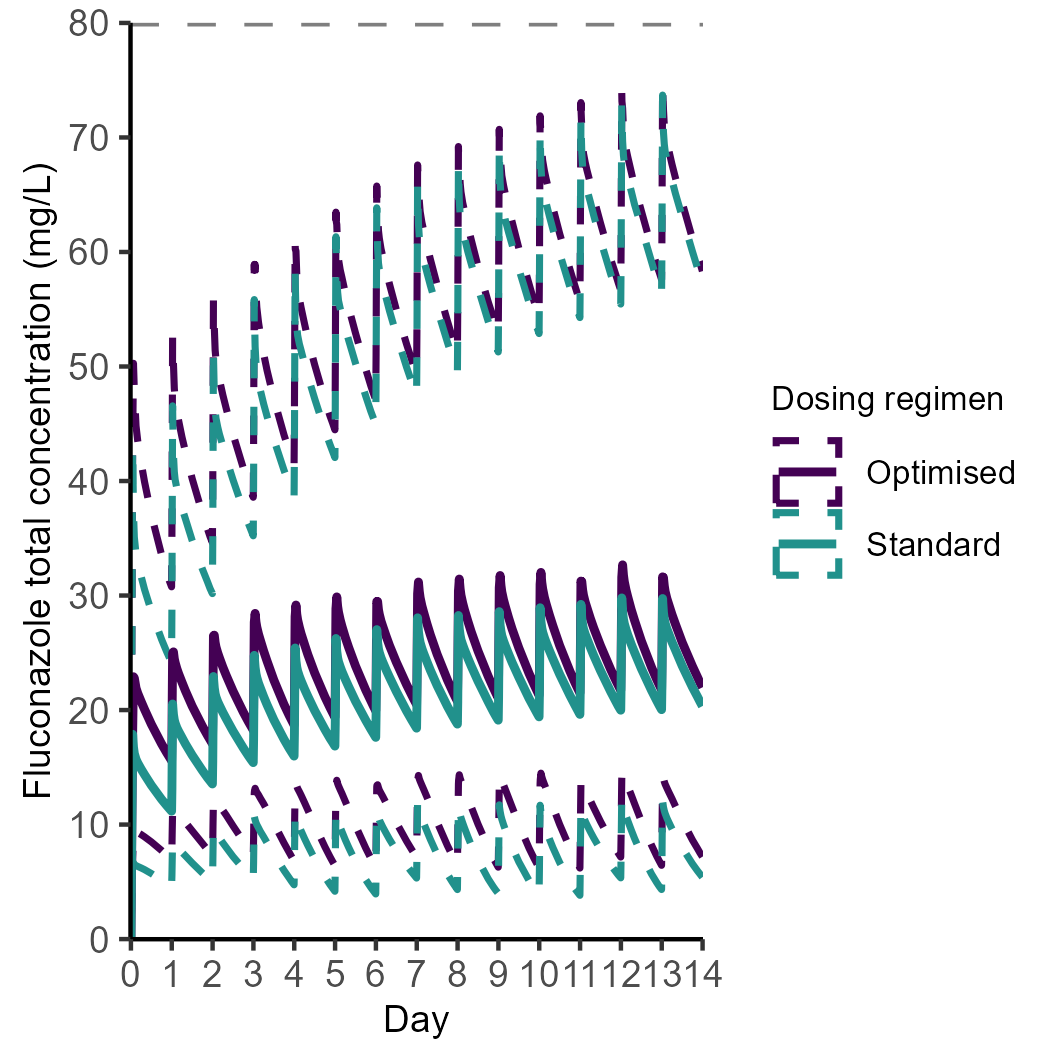 Fluconazole total concentration (mg/L)
80
70
60
50
40
30
20
10
0
0 1 2 3 4 5 6 7 8 9 10 11 12 13 14
Day
Dosing regimen
Optimised
Standard